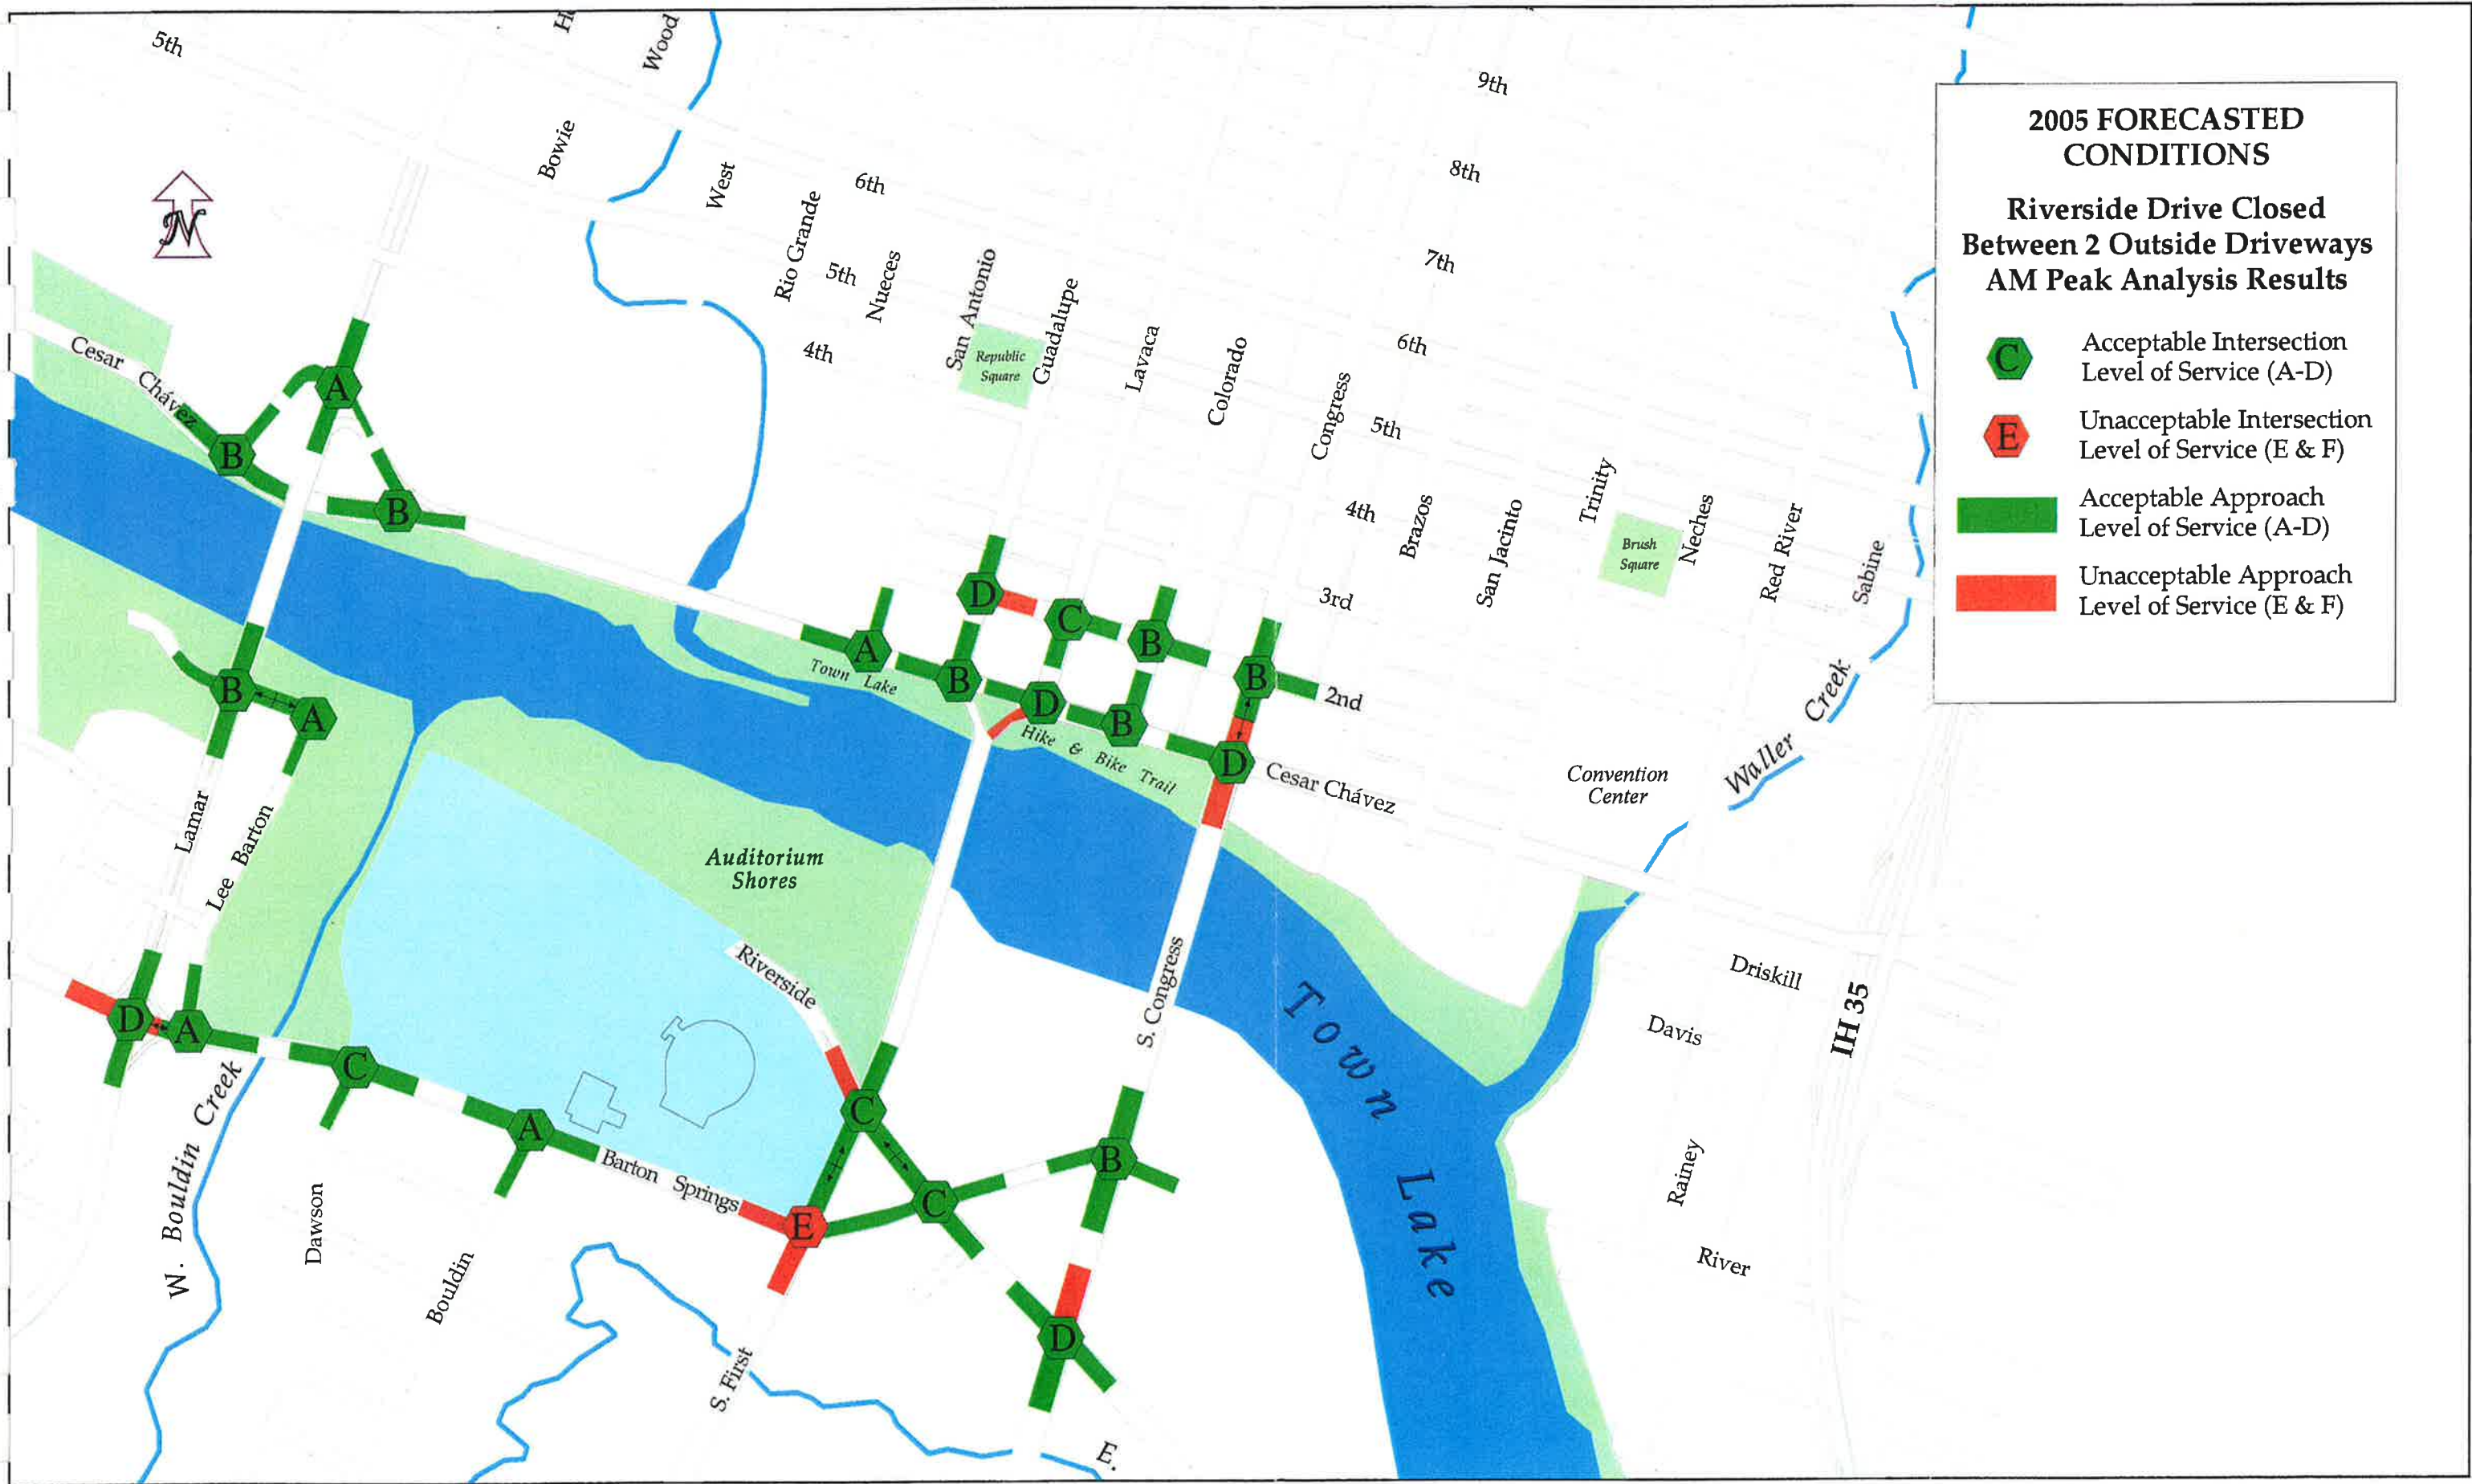 5th
Wood
9th
Bowie
8th
West
6th
Rio Grande
5th
Nueces
San Antonio
Guadalupe
7th
4th
Republic
Square
Lavaca
Colorado
Congress
6th
5th
4th
Brazos
San Jacinto
Trinity
Brush
Square
Neches
Red River
Sabine
3rd
2nd
N
Cesar Chávez
A
B
B
D
C
B
A
B
D
B
B
D
Town Lake
Hike & Bike Trail
Cesar Chávez
Convention
Center
Waller Creek
B
A
Lamar
Lee Barton
Auditorium
Shores
Riverside
S. Congress
Town Lake
Driskill
Davis
IH 35
Rainey
River
D
A
C
A
W. Bouldin Creek
Dawson
Bouldin
Barton Springs
E
C
C
B
D
S. First
E.
2005 FORECASTED
CONDITIONS
Riverside Drive Closed
Between 2 Outside Driveways
AM Peak Analysis Results
C
Acceptable Intersection
Level of Service (A-D)
E
Unacceptable Intersection
Level of Service (E & F)
Acceptable Approach
Level of Service (A-D)
Unacceptable Approach
Level of Service (E & F)